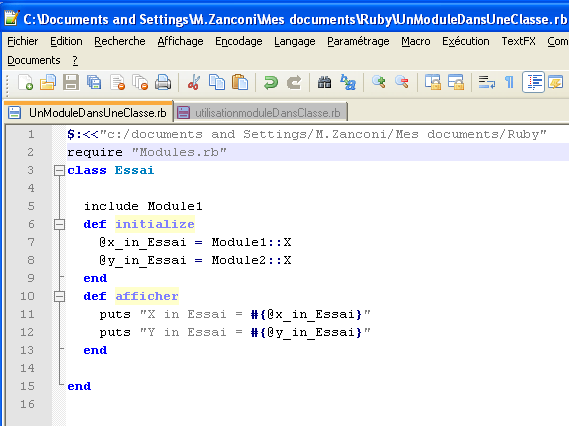 C:\Documents and Settings\M.Zanconi\Mes documents\Ruby\UnModuleDansUneClasse.rb
Fichier Edition Recherche Affichage Encodage Langage Paramétrage Macro Exécution TextFX Com
Documents ?
UnModuleDansUneClasse.rb utilisationmoduleDansClasse.rb
1 $:<<"c:/documents and Settings/M.Zanconi/Mes documents/Ruby"
2 require "Modules.rb"
3 class Essai
4
5 include Module1
6 def initialize
7 @x_in_Essai = Module1::X
8 @y_in_Essai = Module2::X
9 end
10 def afficher
11 puts "X in Essai = #{@x_in_Essai}"
12 puts "Y in Essai = #{@y_in_Essai}"
13 end
14
15 end
16